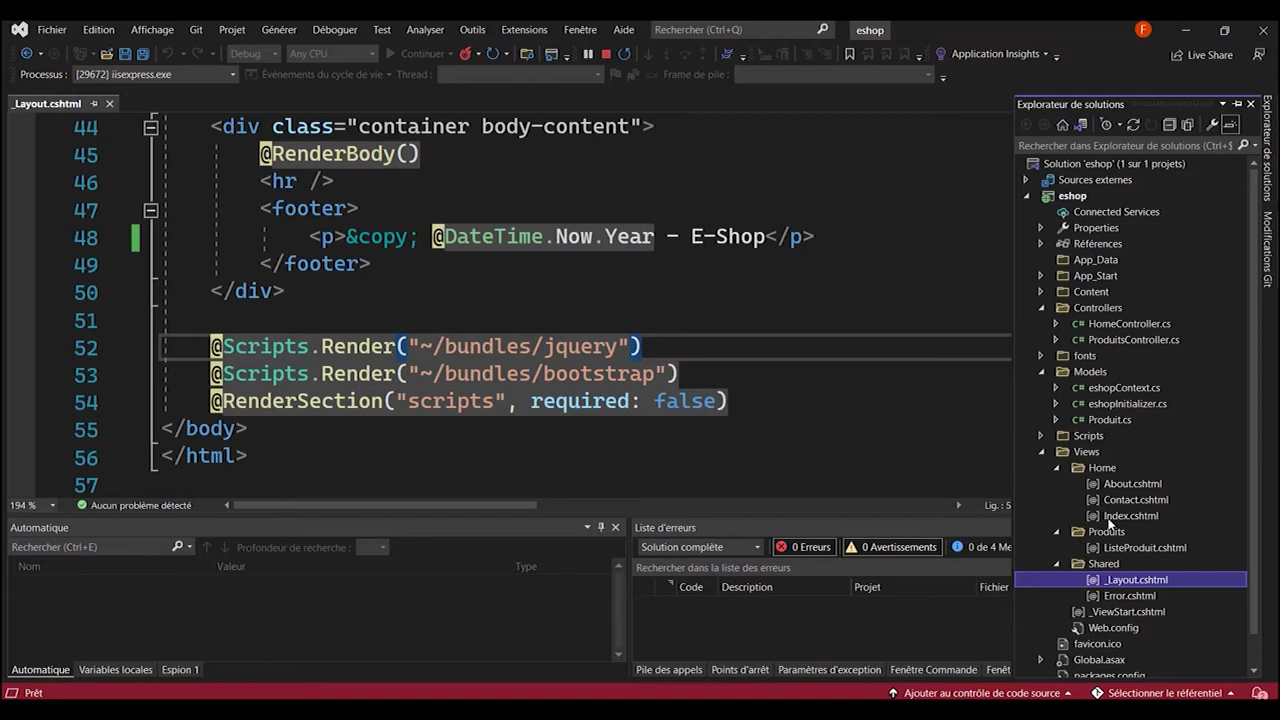 Fichier Edition Affichage Git Projet Générer Déboguer Test Analyser Outils Extensions Fenêtre Aide Rechercher (Ctrl+Q) eshop F
Debug Any CPU Continuer Application Insights Live Share
Processus : [29672] iisexpress.exe Événements du cycle de vie Thread : Frame de pile :
_Layout.cshtml
44 <div class="container body-content">
45 @RenderBody()
46 <hr />
47 <footer>
48 <p>&copy; @DateTime.Now.Year - E-Shop</p>
49 </footer>
50 </div>
51
52 @Scripts.Render("~/bundles/jquery")
53 @Scripts.Render("~/bundles/bootstrap")
54 @RenderSection("scripts", required: false)
55 </body>
56 </html>
57
194 % Aucun problème détecté Lig. : 5
Automatique
Rechercher (Ctrl+E) Profondeur de recherche :
Nom Valeur Type
Automatique Variables locales Espion 1
Liste d'erreurs
Solution complète 0 Erreurs 0 Avertissements 0 de 4 Me
Rechercher dans la liste des erreurs
Code Description Projet Fichier
Pile des appels Points d'arrêt Paramètres d'exception Fenêtre Commande Fenêt
Explorateur de solutions
Rechercher dans Explorateur de solutions (Ctrl+$
Solution 'eshop' (1 sur 1 projets)
Sources externes
eshop
Connected Services
Properties
Références
App_Data
App_Start
Content
Controllers
HomeController.cs
ProduitsController.cs
fonts
Models
eshopContext.cs
eshopInitializer.cs
Produit.cs
Scripts
Views
Home
About.cshtml
Contact.cshtml
Index.cshtml
Produits
ListeProduit.cshtml
Shared
_Layout.cshtml
Error.cshtml
_ViewStart.cshtml
Web.config
favicon.ico
Global.asax
packages.config
Explorateur de solutions
Modifications Git
Prêt Ajouter au contrôle de code source Sélectionner le référentiel